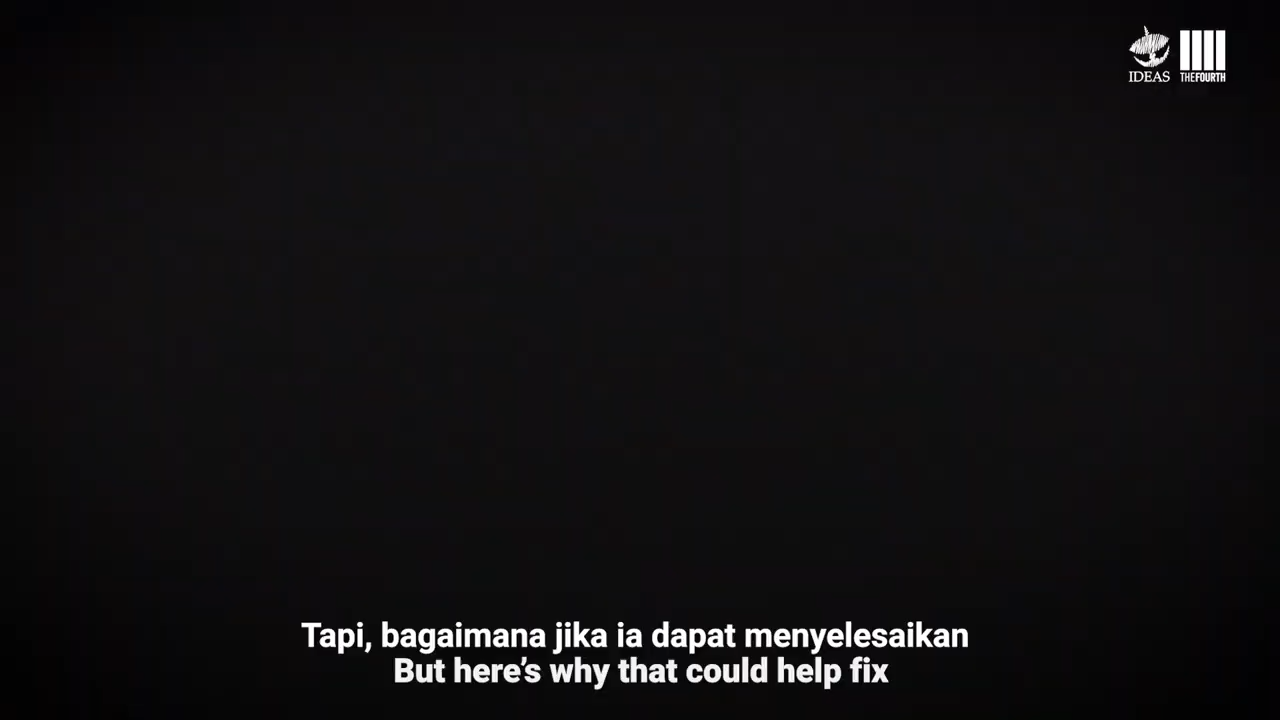 IDEAS
THEFOURTH
Tapi, bagaimana jika ia dapat menyelesaikan
But here's why that could help fix